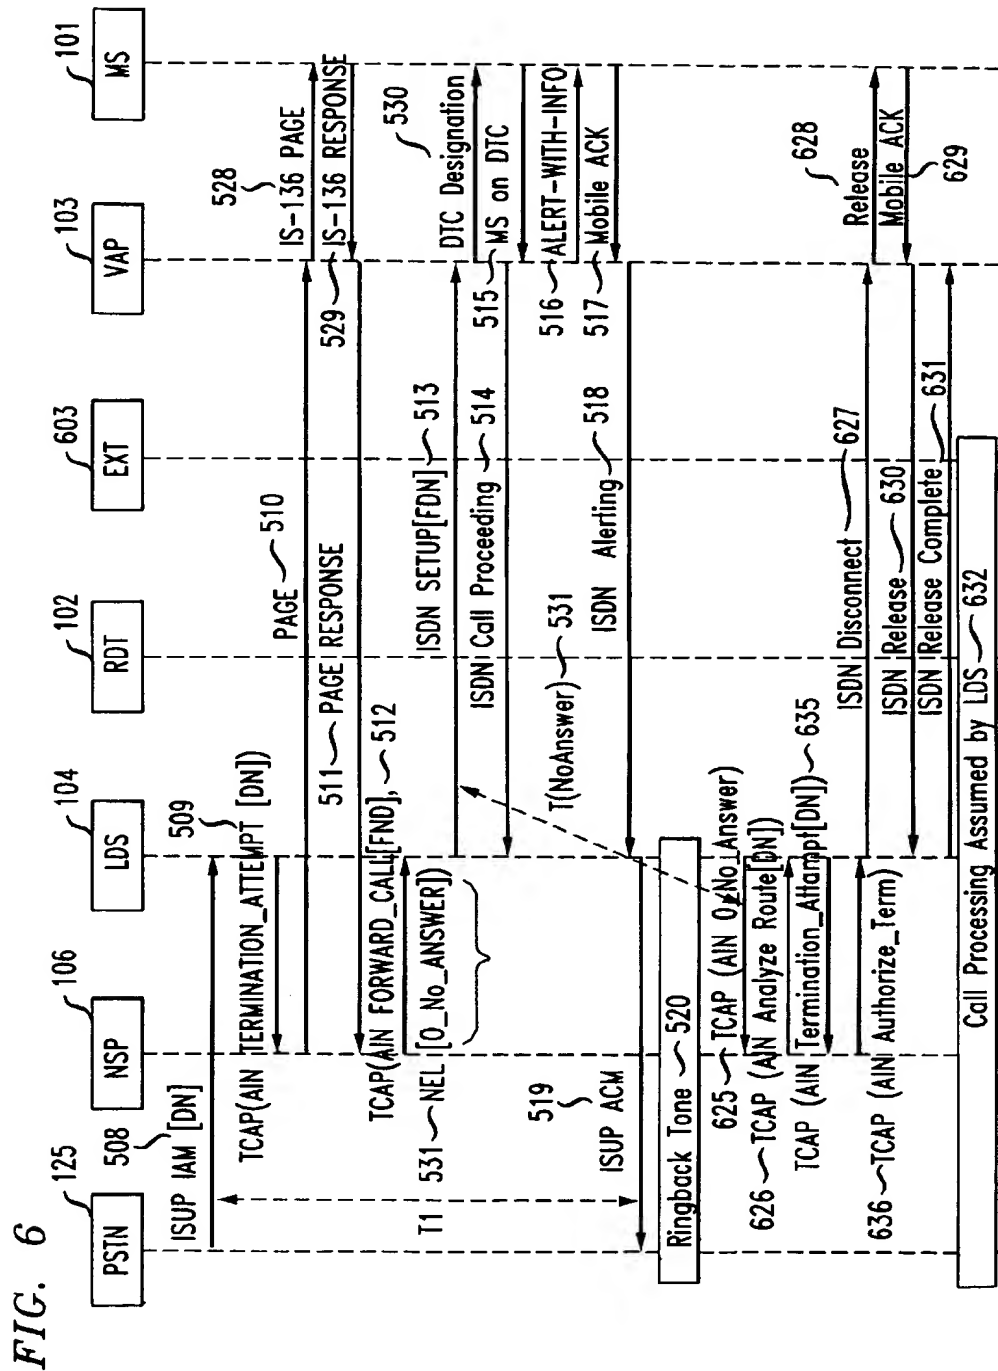 FIG. 6
125
106
104
102
603
103
101
PSTN
NSP
LDS
RDT
EXT
VAP
MS
508
ISUP IAM [DN]
509
TCAP(AIN TERMINATION_ATTEMPT [DN])
PAGE 510
528
IS-136 PAGE
529 IS-136 RESPONSE
511 PAGE RESPONSE
TCAP(AIN FORWARD_CALL[FND], 512
531 NEL [O_No_ANSWER])
ISDN SETUP[FDN] 513
530
DTC Designation
515 MS on DTC
ISDN Call Proceeding 514
516 ALERT-WITH-INFO
517 Mobile ACK
T1
T(NoAnswer) 531
ISDN Alerting 518
519
ISUP ACM
Ringback Tone 520
625 TCAP (AIN O_No_Answer)
626 TCAP (AIN Analyze Route[DN])
TCAP (AIN Termination_Attampt[DN]) 635
636 TCAP (AIN Authorize_Term)
ISDN Disconnect 627
628
Release
Mobile ACK
629
ISDN Release 630
ISDN Release Complete 631
Call Processing Assumed by LDS 632